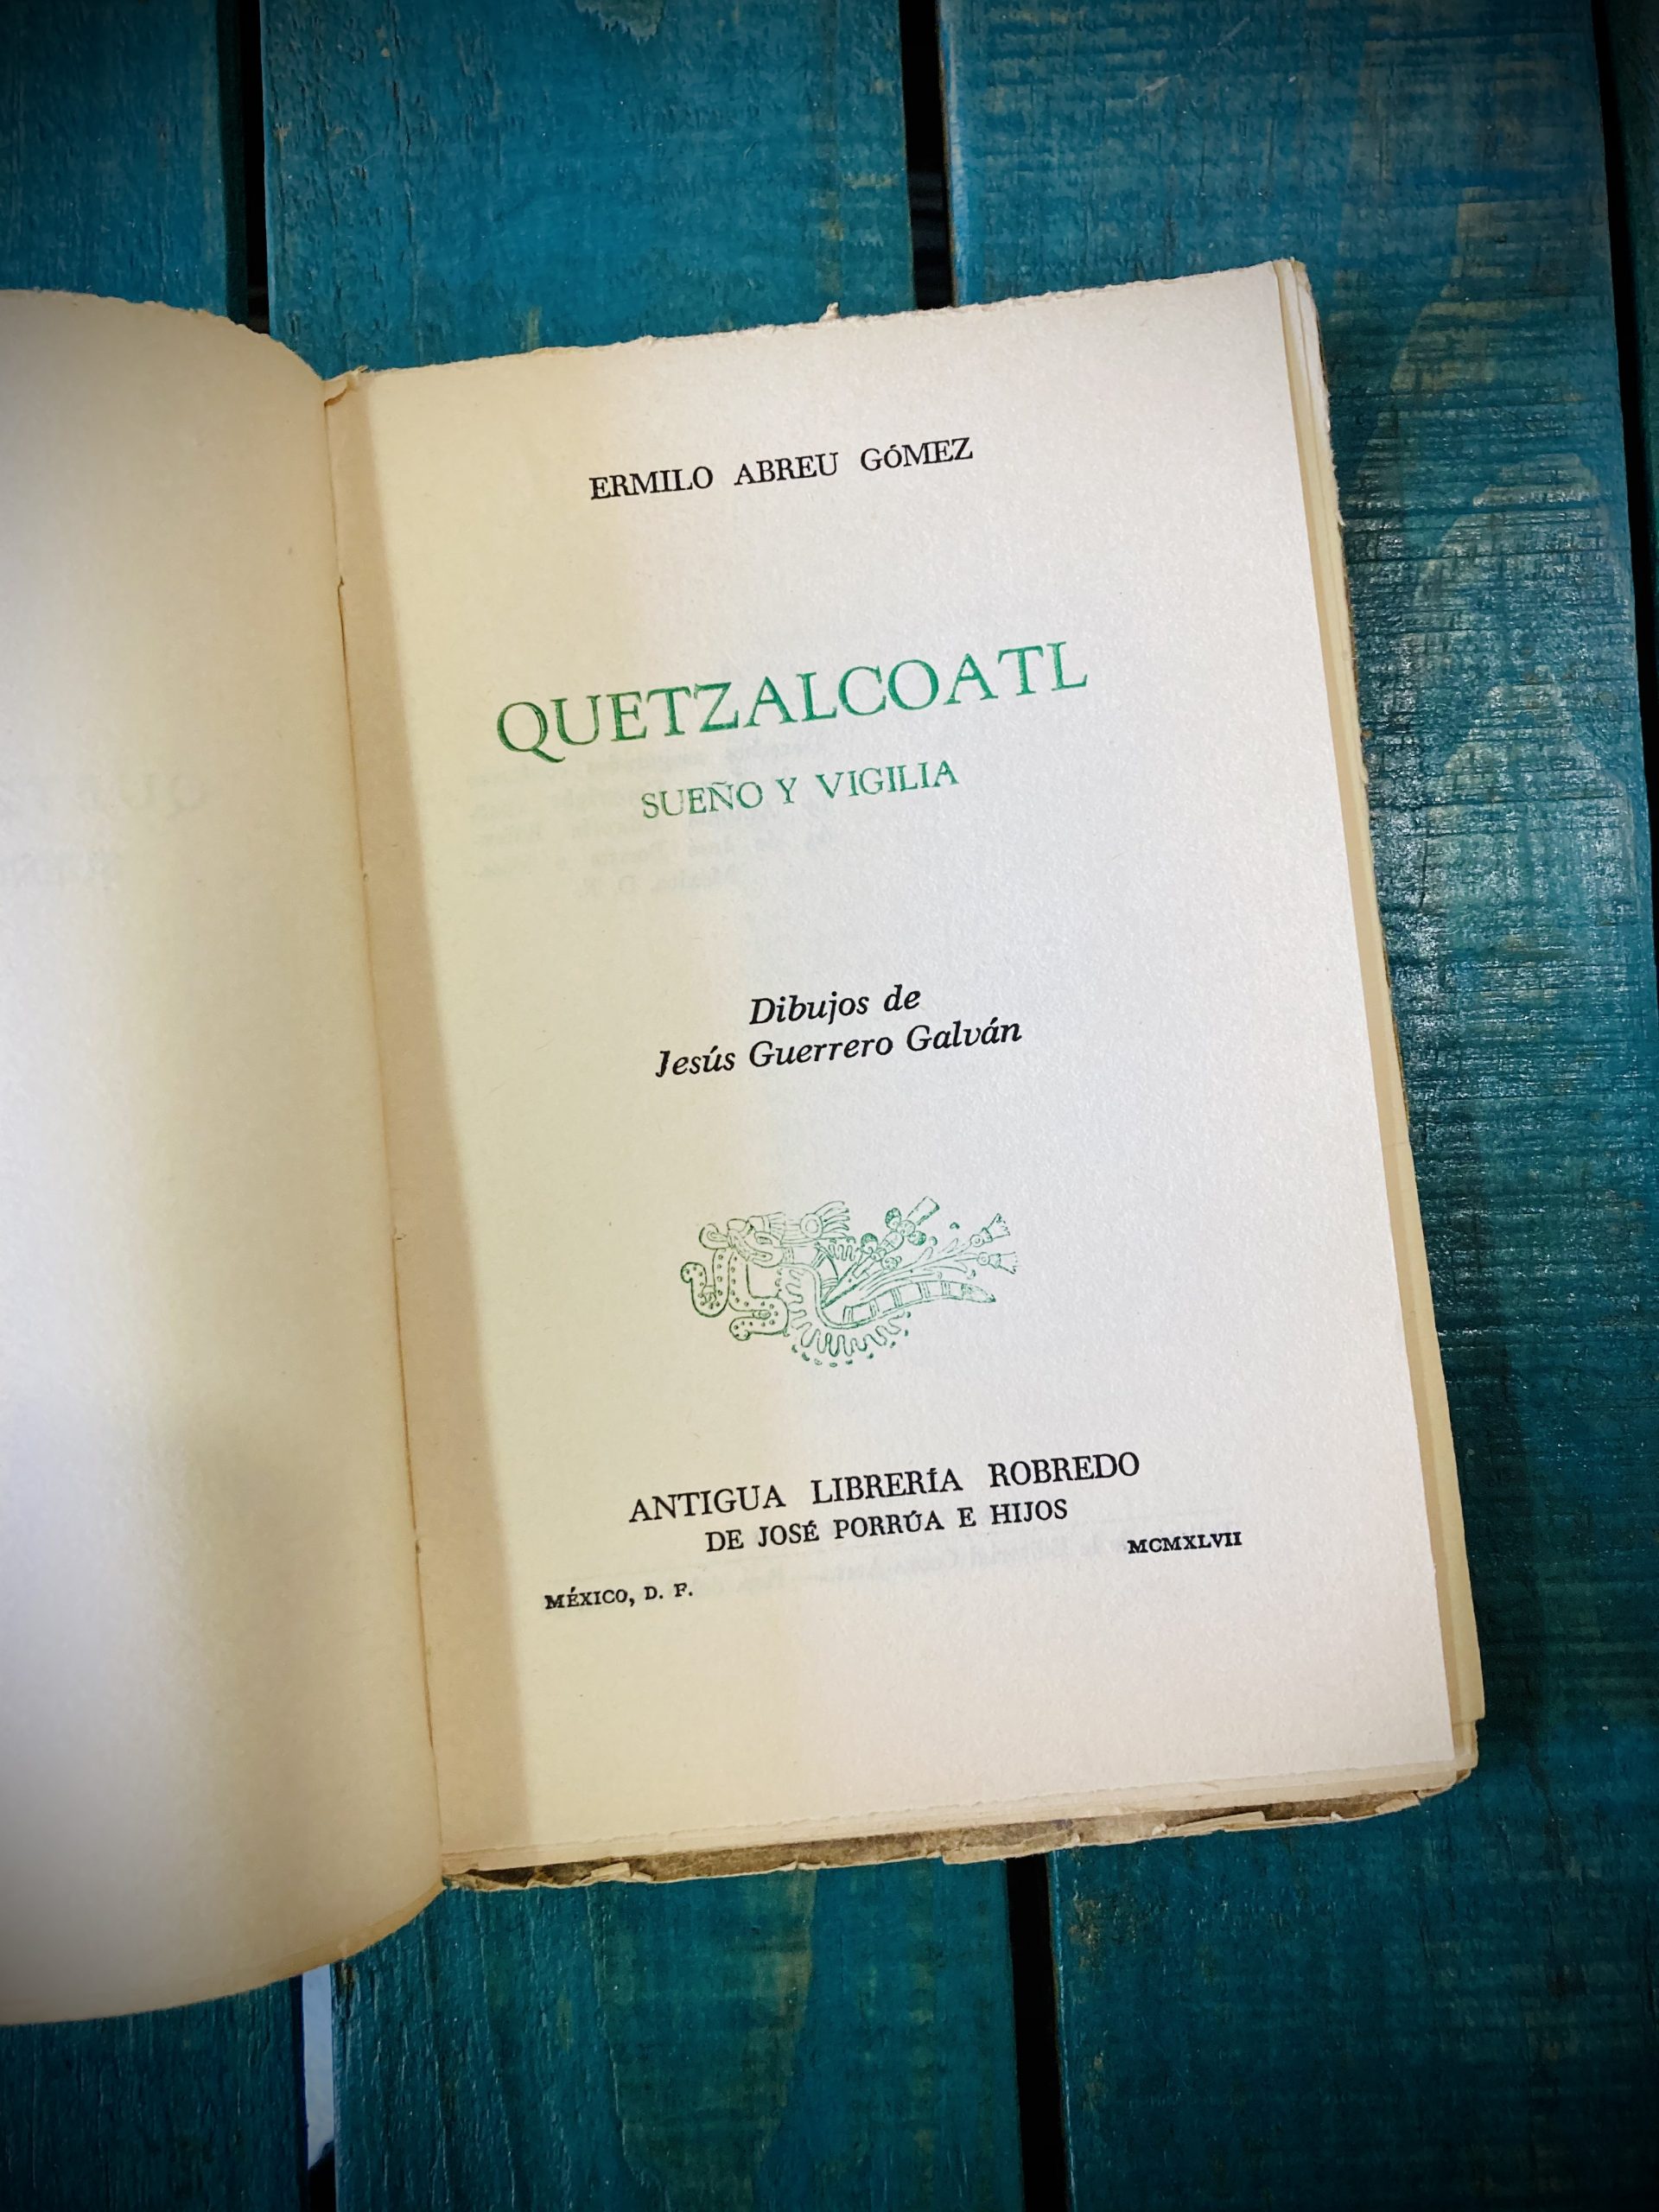 ERMILO ABREU GÓMEZ
QUETZALCOATL
SUEÑO Y VIGILIA
Dibujos de
Jesús Guerrero Galván
ANTIGUA LIBRERÍA ROBREDO
DE JOSÉ PORRÚA E HIJOS
MÉXICO, D. F.
MCMXLVII